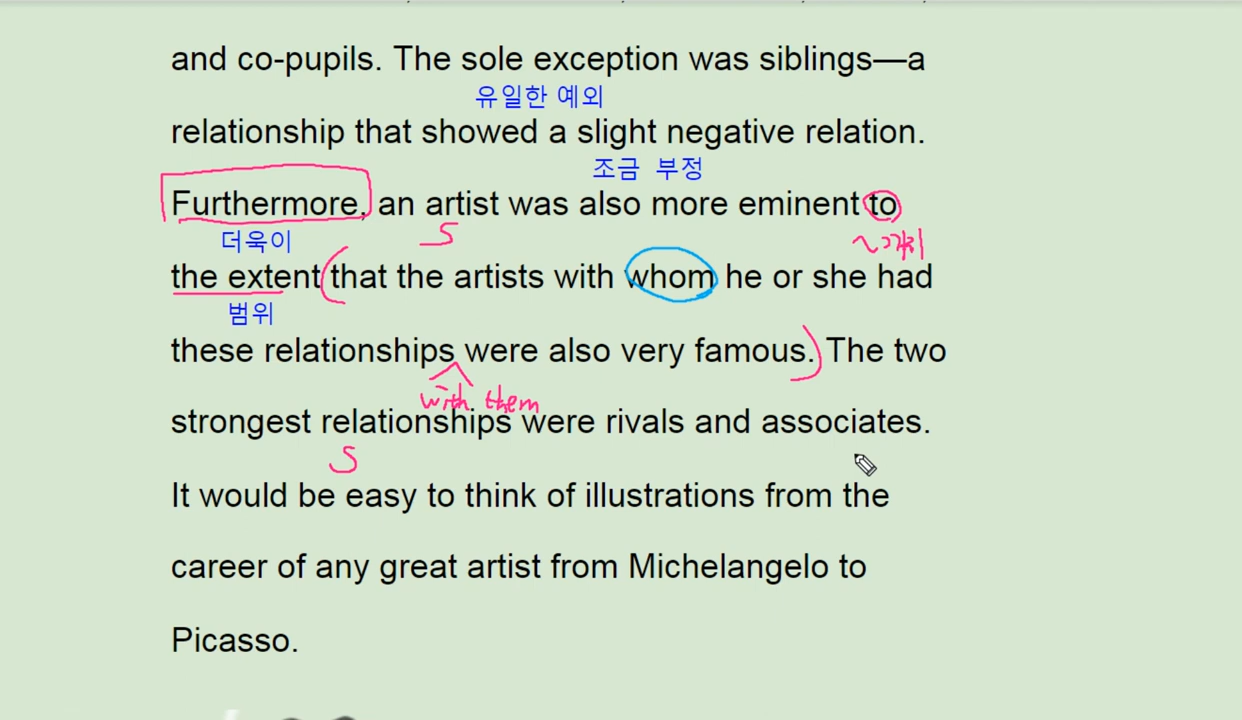 and co-pupils. The sole exception was siblings—a
유일한 예외
relationship that showed a slight negative relation.
조금 부정
Furthermore, an artist was also more eminent to
더욱이 S ~까지
the extent (that the artists with whom he or she had
범위
these relationships were also very famous.) The two
with them
strongest relationships were rivals and associates.
S
It would be easy to think of illustrations from the
career of any great artist from Michelangelo to
Picasso.